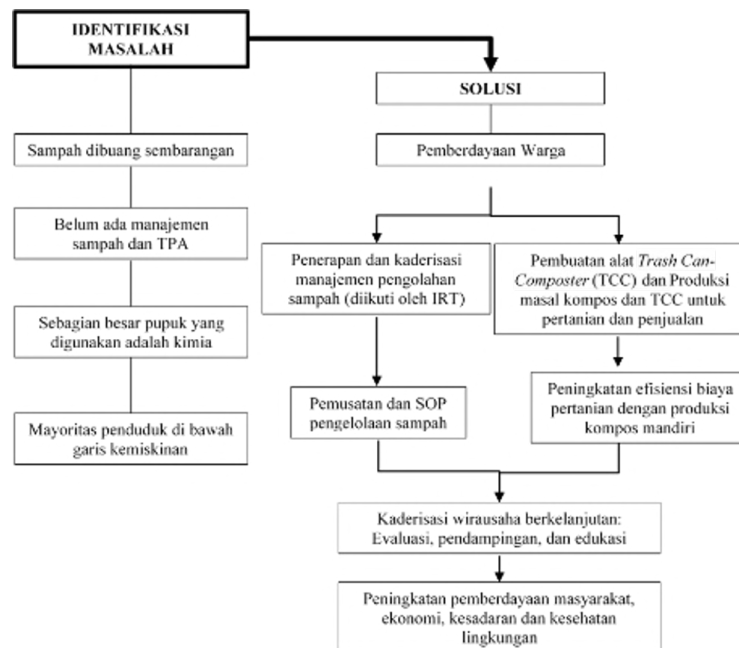 IDENTIFIKASI
MASALAH
Sampah dibuang sembarangan
Belum ada manajemen
sampah dan TPA
Sebagian besar pupuk yang
digunakan adalah kimia
Mayoritas penduduk di bawah
garis kemiskinan
SOLUSI
Pemberdayaan Warga
Penerapan dan kaderisasi
manajemen pengolahan
sampah (diikuti oleh IRT)
Pemusatan dan SOP
pengelolaan sampah
Pembuatan alat Trash Can-
Composter (TCC) dan Produksi
masal kompos dan TCC untuk
pertanian dan penjualan
Peningkatan efisiensi biaya
pertanian dengan produksi
kompos mandiri
Kaderisasi wirausaha berkelanjutan:
Evaluasi, pendampingan, dan edukasi
Peningkatan pemberdayaan masyarakat,
ekonomi, kesadaran dan kesehatan
lingkungan